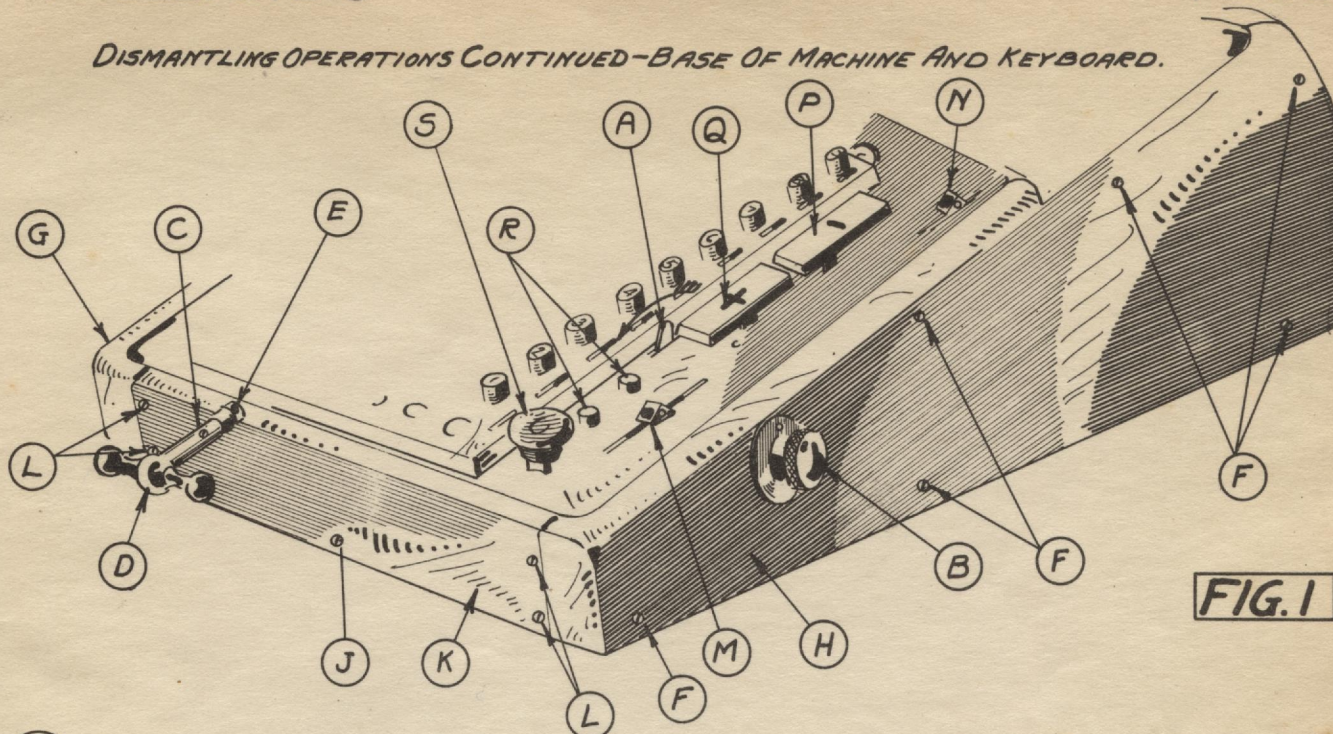 DISMANTLING OPERATIONS CONTINUED—BASE OF MACHINE AND KEYBOARD.
S A Q P N
G C E R
L D
J K L F M H B F F
FIG. 1